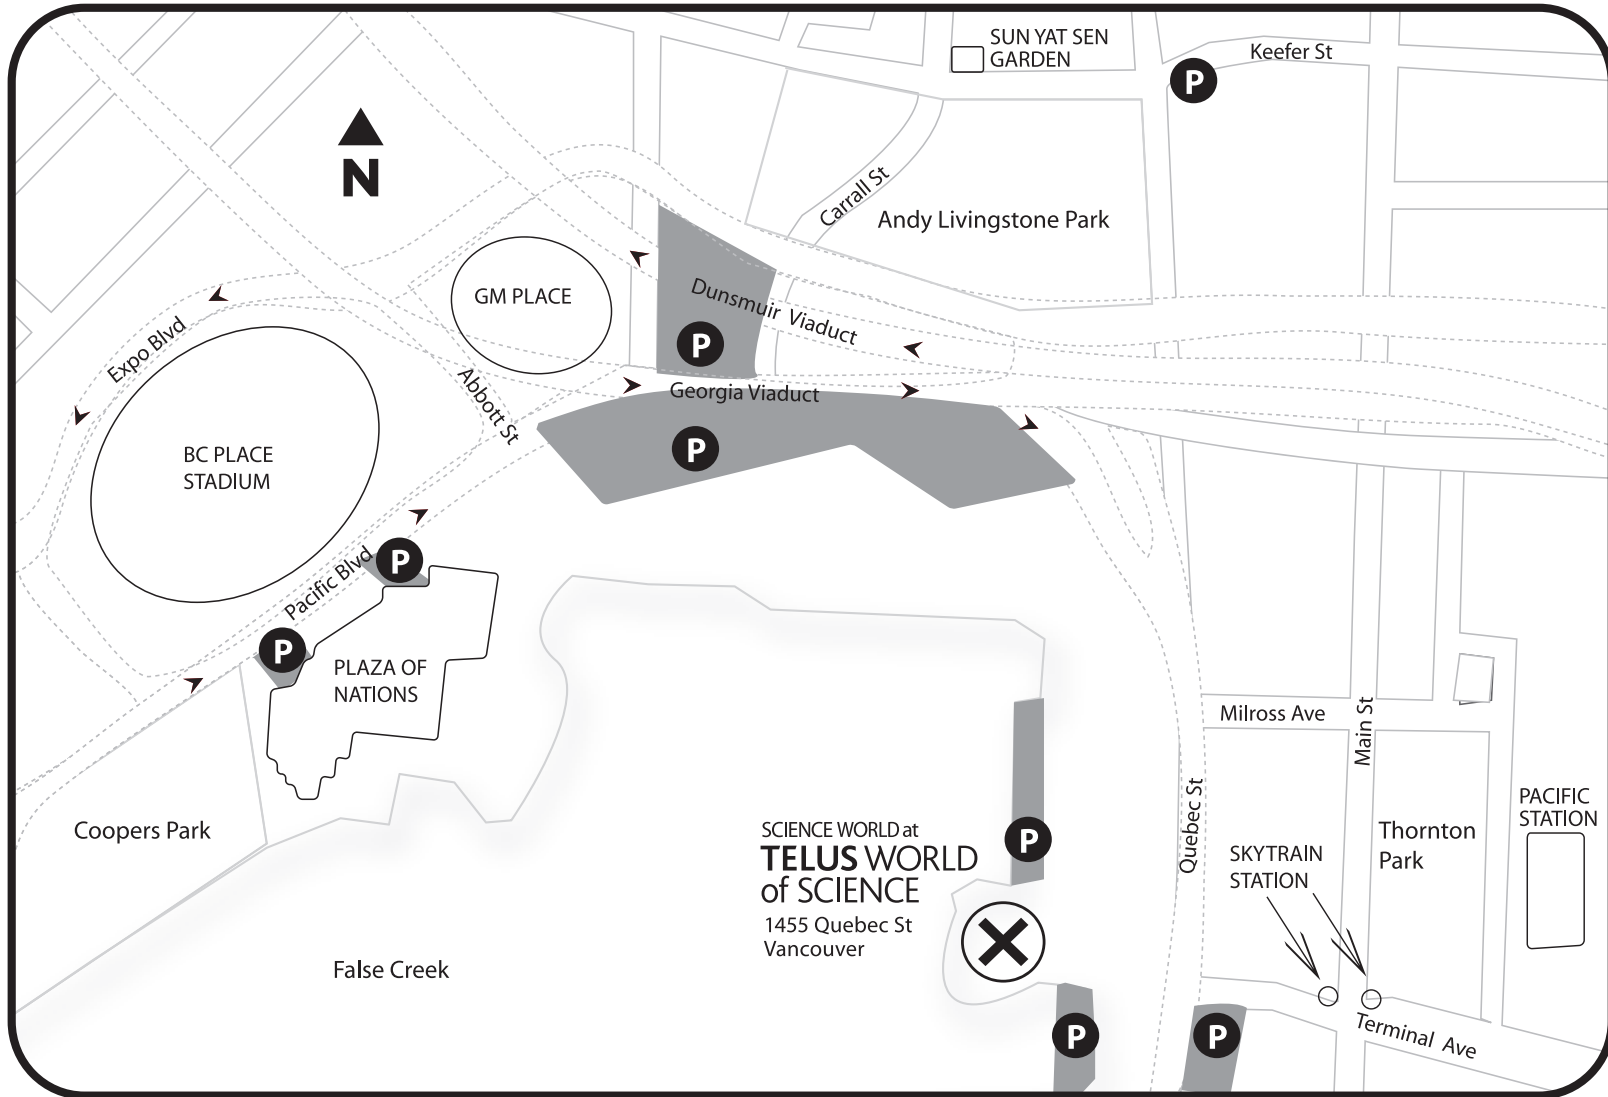 SUN YAT SEN
GARDEN
Keefer St
P
N
Carrall St
Andy Livingstone Park
GM PLACE
Dunsmuir Viaduct
Expo Blvd
P
Abbott St
Georgia Viaduct
P
BC PLACE
STADIUM
P
Pacific Blvd
P
PLAZA OF
NATIONS
Milross Ave
Main St
Coopers Park
Quebec St
PACIFIC
STATION
Thornton
Park
SCIENCE WORLD at
TELUS WORLD
of SCIENCE
1455 Quebec St
Vancouver
P
SKYTRAIN
STATION
False Creek
P
P
Terminal Ave